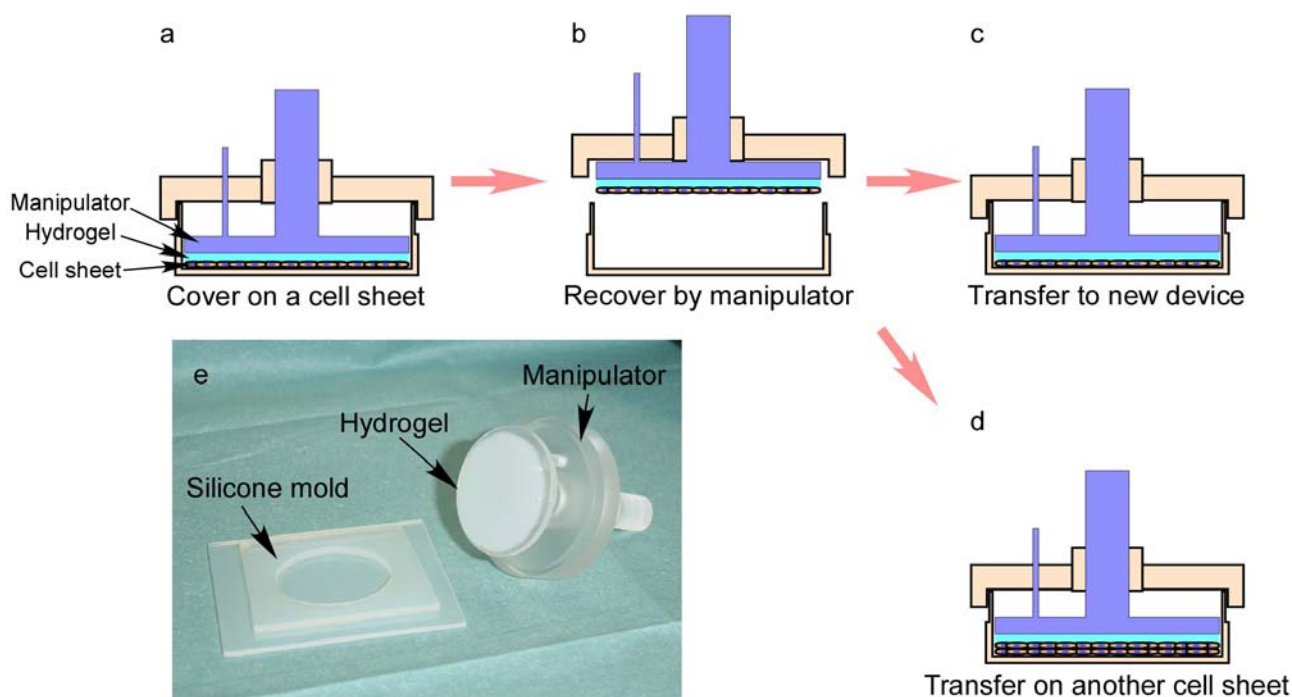 a
b
c
Manipulator
Hydrogel
Cell sheet
Cover on a cell sheet
Recover by manipulator
Transfer to new device
e
Manipulator
Hydrogel
Silicone mold
d
Transfer on another cell sheet